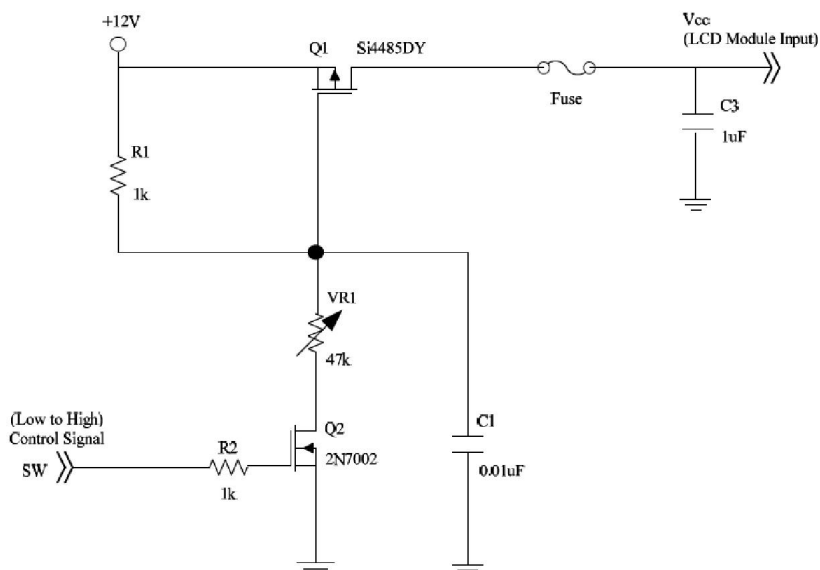 +12V
Q1 Si4485DY
Vcc
(LCD Module Input)
Fuse
C3
1uF
R1
1k
VR1
47k
(Low to High)
Control Signal
SW
R2
1k
Q2
2N7002
C1
0.01uF